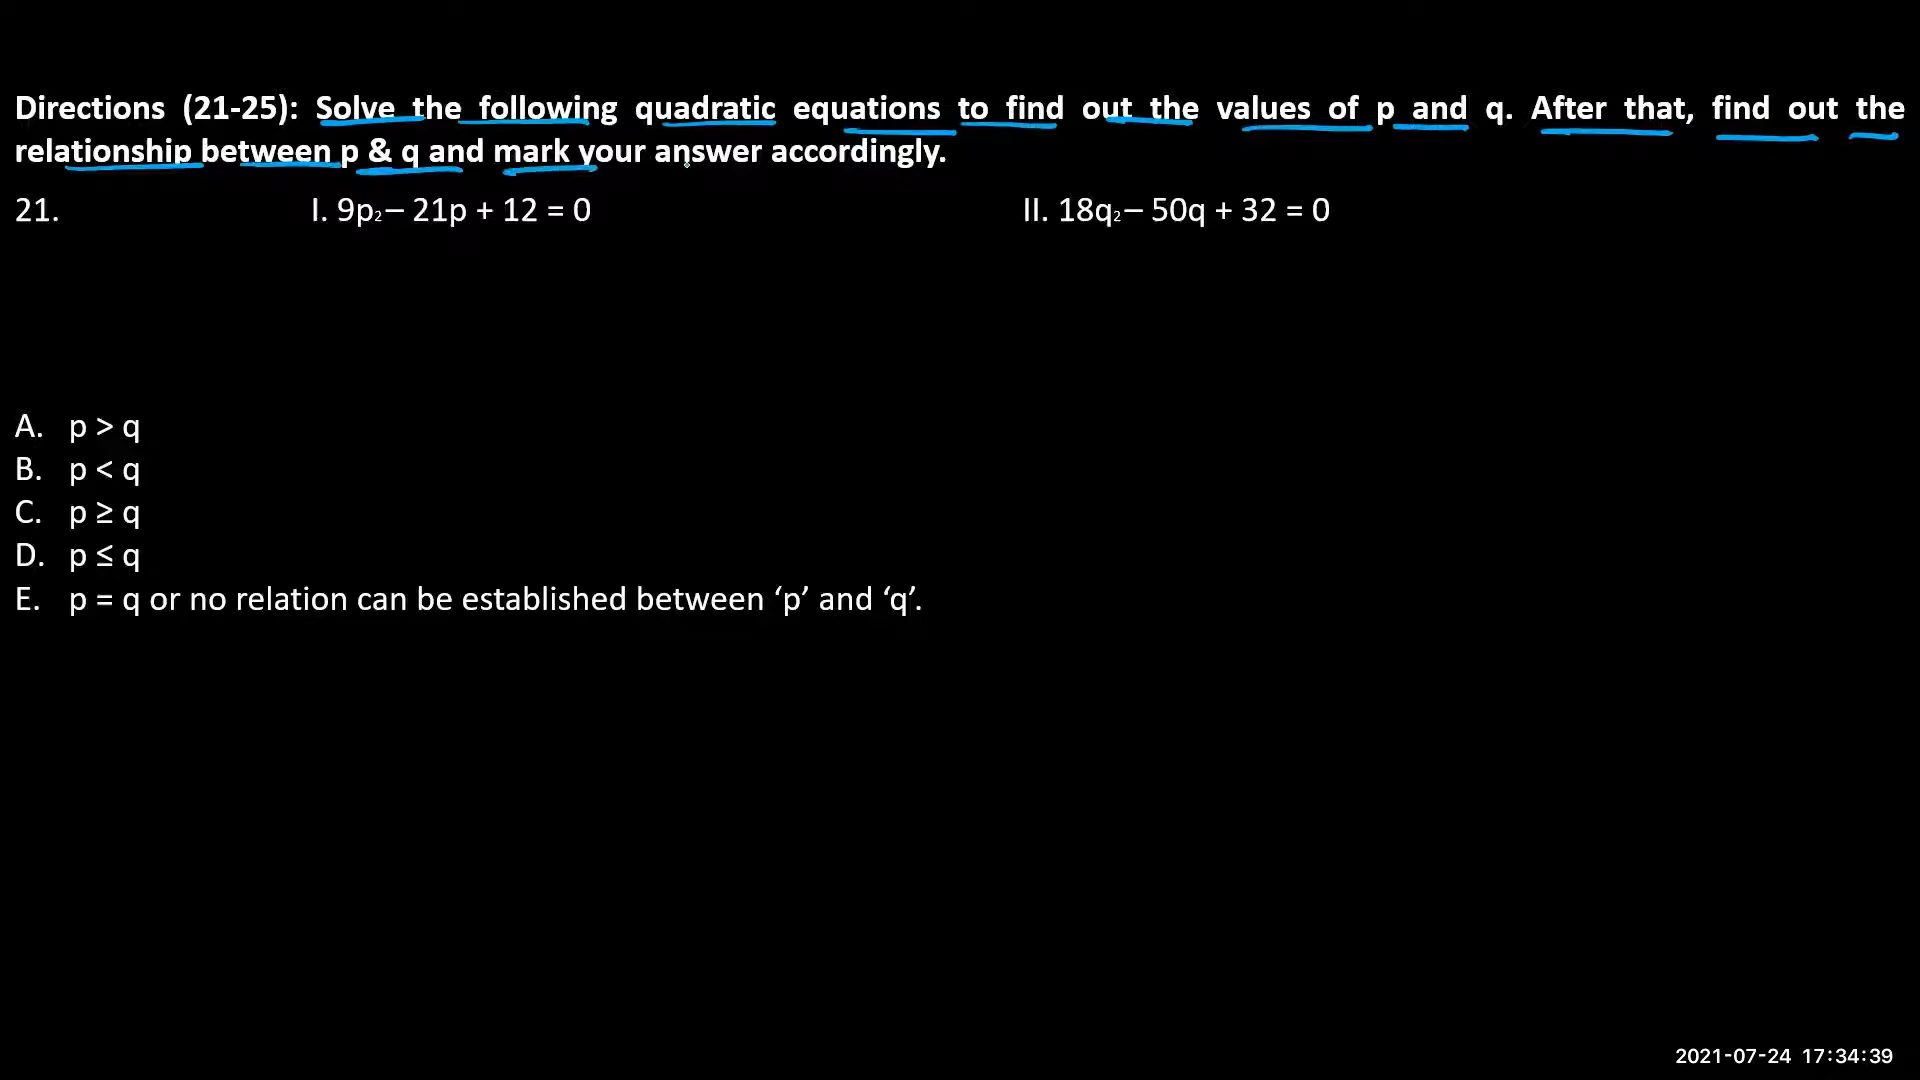 Directions (21-25): Solve the following quadratic equations to find out the values of p and q. After that, find out the
relationship between p & q and mark your answer accordingly.
21. I. 9p₂– 21p + 12 = 0 II. 18q₂– 50q + 32 = 0
A. p > q
B. p < q
C. p ≥ q
D. p ≤ q
E. p = q or no relation can be established between ‘p’ and ‘q’.
2021-07-24 17:34:39